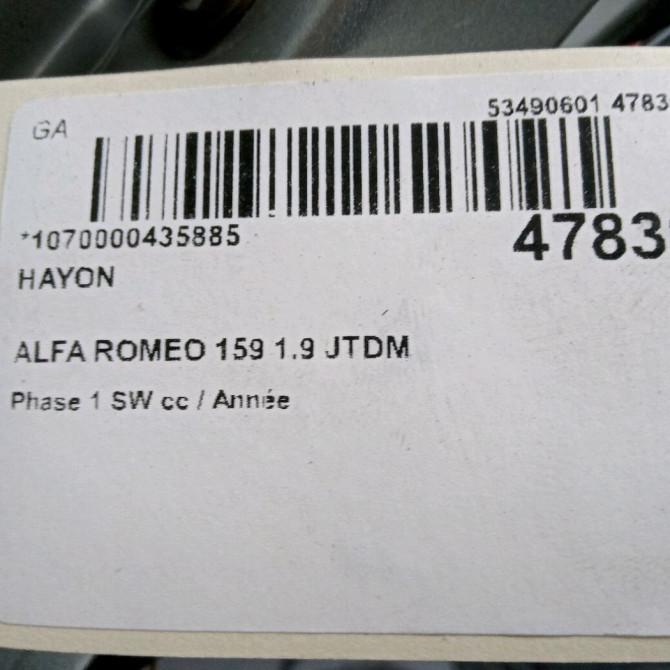 GA
53490601 4783
*1070000435885
4783
HAYON
ALFA ROMEO 159 1.9 JTDM
Phase 1 SW cc / Année